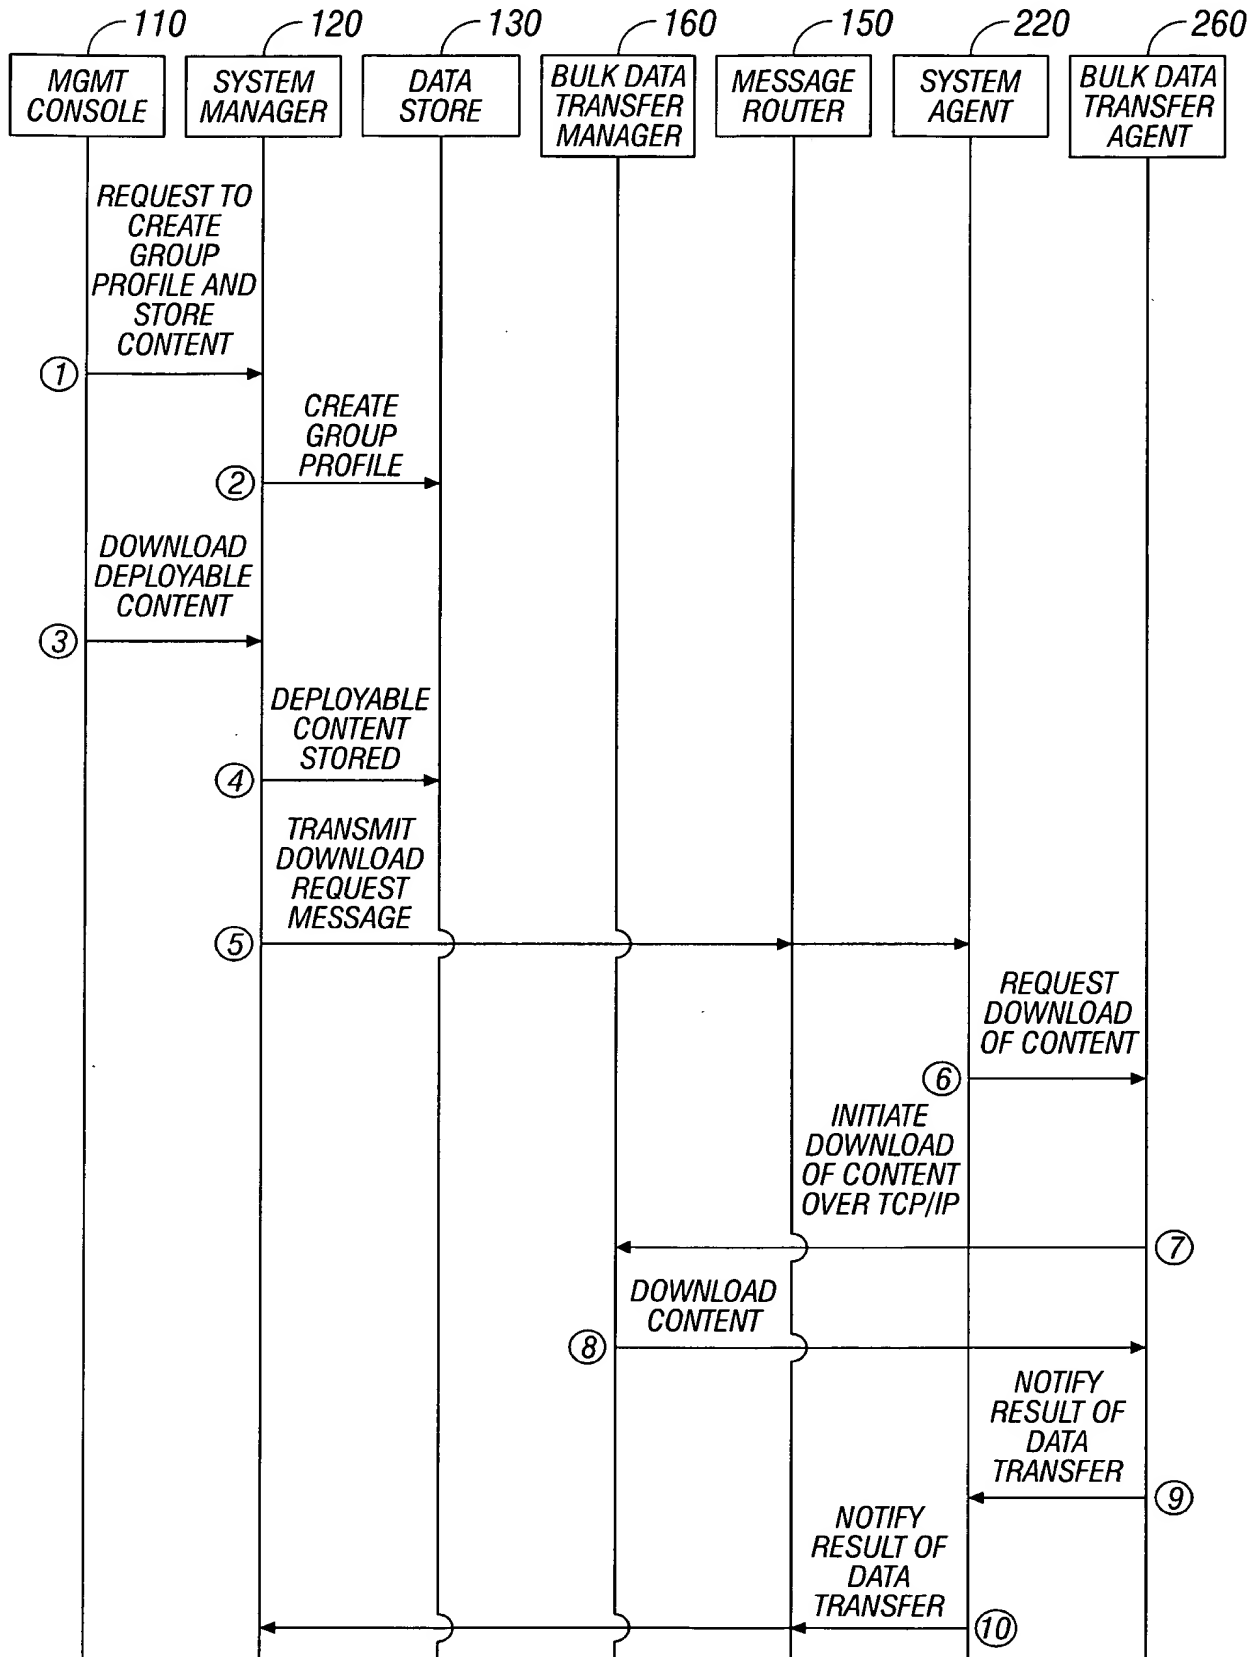 110
120
130
160
150
220
260
MGMT
CONSOLE
SYSTEM
MANAGER
DATA
STORE
BULK DATA
TRANSFER
MANAGER
MESSAGE
ROUTER
SYSTEM
AGENT
BULK DATA
TRANSFER
AGENT
REQUEST TO
CREATE
GROUP
PROFILE AND
STORE
CONTENT
1
CREATE
GROUP
PROFILE
2
DOWNLOAD
DEPLOYABLE
CONTENT
3
DEPLOYABLE
CONTENT
STORED
4
TRANSMIT
DOWNLOAD
REQUEST
MESSAGE
5
REQUEST
DOWNLOAD
OF CONTENT
6
INITIATE
DOWNLOAD
OF CONTENT
OVER TCP/IP
7
DOWNLOAD
CONTENT
8
NOTIFY
RESULT OF
DATA
TRANSFER
9
NOTIFY
RESULT OF
DATA
TRANSFER
10